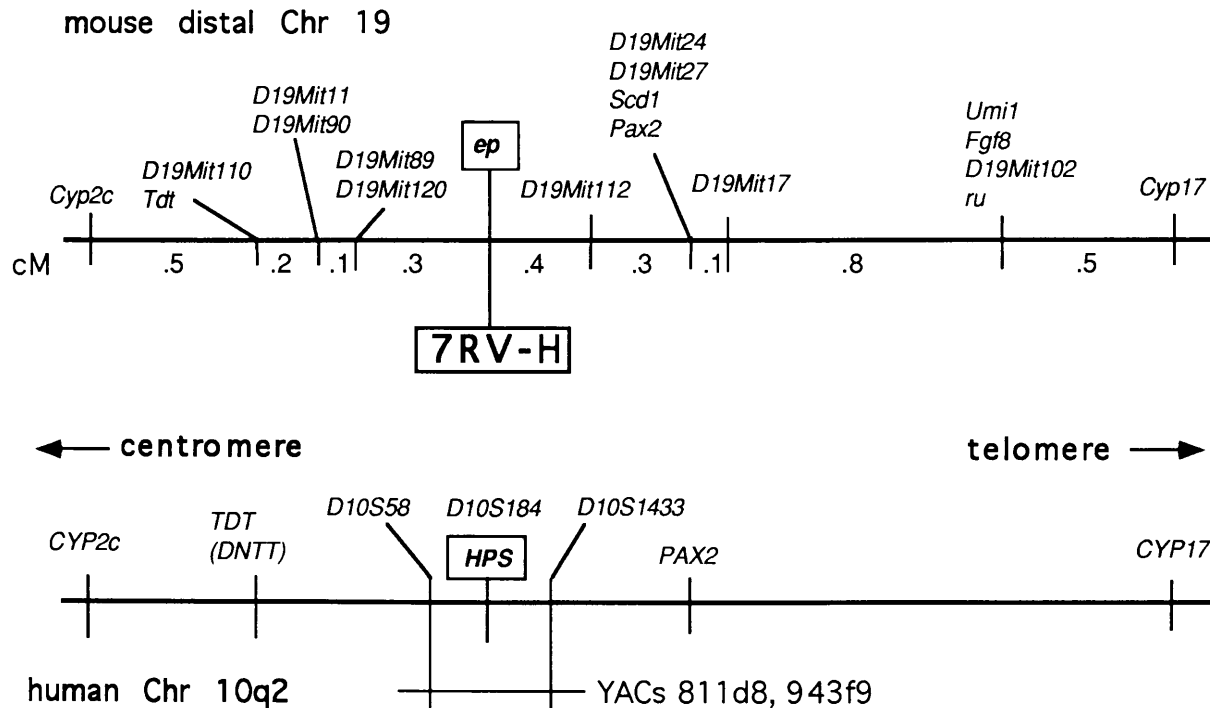 mouse distal Chr 19
D19Mit24
D19Mit27
Scd1
Pax2
D19Mit11
D19Mit90
Umi1
Fgf8
D19Mit102
ru
ep
D19Mit110
Tdt
D19Mit89
D19Mit120
Cyp2c
D19Mit112
D19Mit17
Cyp17
cM .5 .2 .1 .3 .4 .3 .1 .8 .5
7RV-H
centromere
telomere
D10S58 D10S184 D10S1433
CYP2c
TDT
(DNTT)
HPS
PAX2
CYP17
human Chr 10q2
YACs 811d8, 943f9